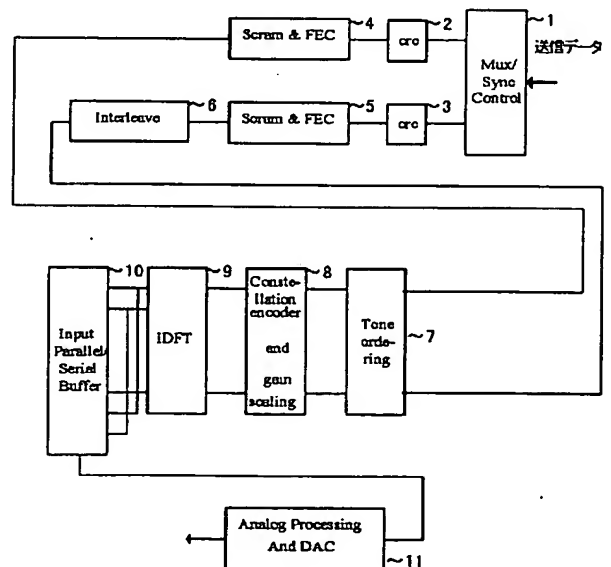 4
Scram & FEC
2
crc
1
送信データ
Mux/
Sync
Control
6
Interleave
5
Scram & FEC
3
crc
10
Input
Parallel/
Serial
Buffer
9
IDFT
8
Conste-
llation
encoder
and
gain
scaling
Tone
orde-
ring
7
Analog Processing
And DAC
11